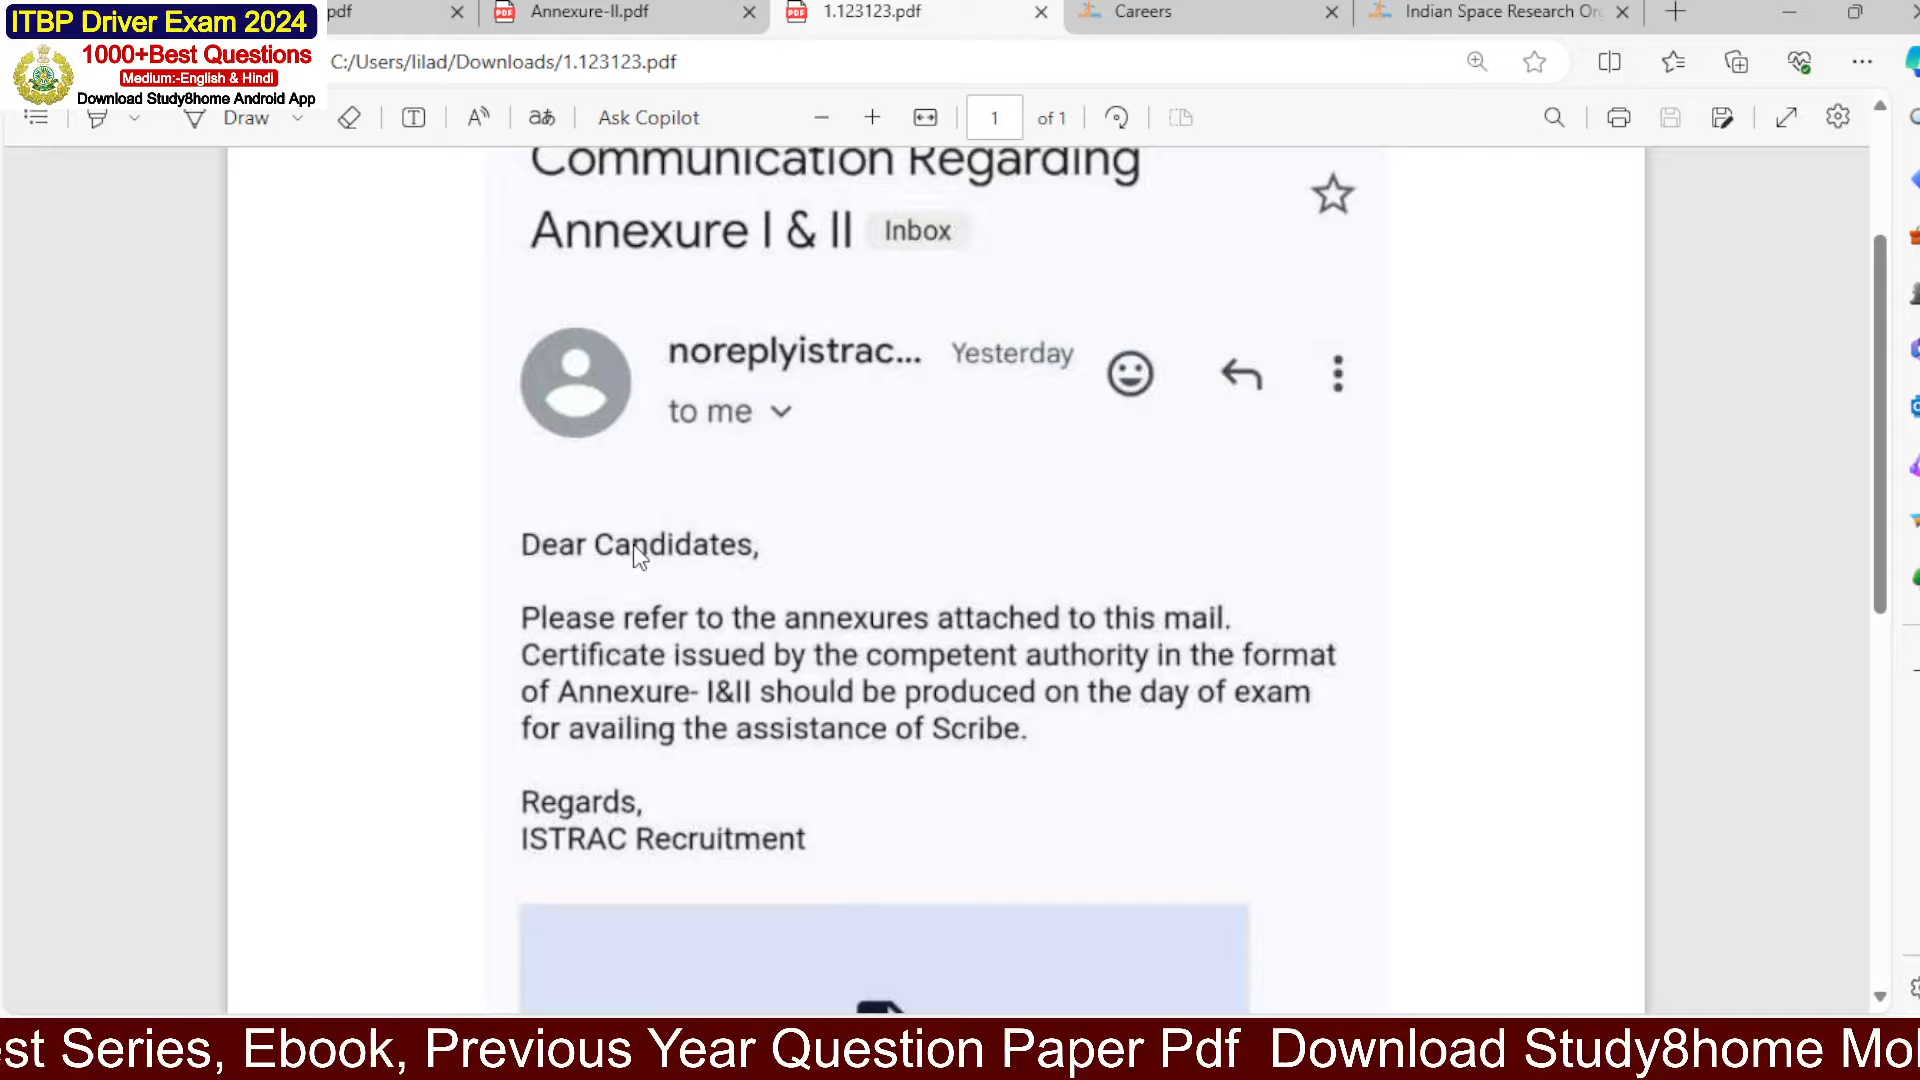 ITBP Driver Exam 2024
1000+Best Questions
Medium:-English & Hindi
Download Study8home Android App
pdf
Annexure-II.pdf
1.123123.pdf
Careers
Indian Space Research Or
C:/Users/lilad/Downloads/1.123123.pdf
Draw
Ask Copilot
1 of 1
Communication Regarding
Annexure I & II Inbox
noreplyistrac... Yesterday
to me
Dear Candidates,
Please refer to the annexures attached to this mail.
Certificate issued by the competent authority in the format
of Annexure- I&II should be produced on the day of exam
for availing the assistance of Scribe.
Regards,
ISTRAC Recruitment
st Series, Ebook, Previous Year Question Paper Pdf Download Study8home Mo